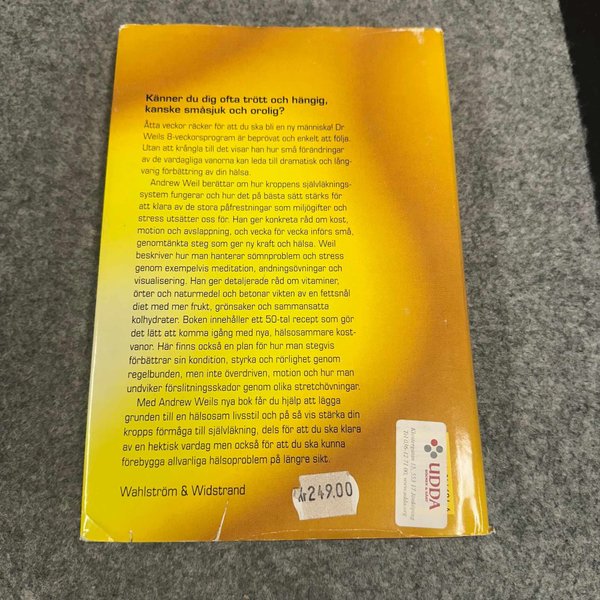 Känner du dig ofta trött och hängig,
kanske småsjuk och orolig?
Åtta veckor räcker för att du ska bli en ny människa! Dr
Weils 8-veckorsprogram är beprövat och enkelt att följa.
Utan att krångla till det visar han hur små förändringar
av de vardagliga vanorna kan leda till dramatisk och lång-
varig förbättring av din hälsa.
Andrew Weil berättar om hur kroppens självläknings-
system fungerar och hur det på bästa sätt stärks för
att klara av de stora påfrestningar som miljögifter och
stress utsätter oss för. Han ger konkreta råd om kost,
motion och avslappning, och vecka för vecka införs små,
genomtänkta steg som ger ny kraft och hälsa. Weil
beskriver hur man hanterar sömnproblem och stress
genom exempelvis meditation, andningsövningar och
visualisering. Han ger detaljerade råd om vitaminer,
örter och naturmedel och betonar vikten av en fettsnål
diet med mer frukt, grönsaker och sammansatta
kolhydrater. Boken innehåller ett 50-tal recept som gör
det lätt att komma igång med nya, hälsosammare kost-
vanor. Här finns också en plan för hur man stegvis
förbättrar sin kondition, styrka och rörlighet genom
regelbunden, men inte överdriven, motion och hur man
undviker förslitningsskador genom olika stretchövningar.
Med Andrew Weils nya bok får du hjälp att lägga
grunden till en hälsosam livsstil och på så vis stärka din
kropps förmåga till självläkning, dels för att du ska klara
av en hektisk vardag men också för att du ska kunna
förebygga allvarliga hälsoproblem på längre sikt.
Wahlström & Widstrand
Kr 249.00
UDDA